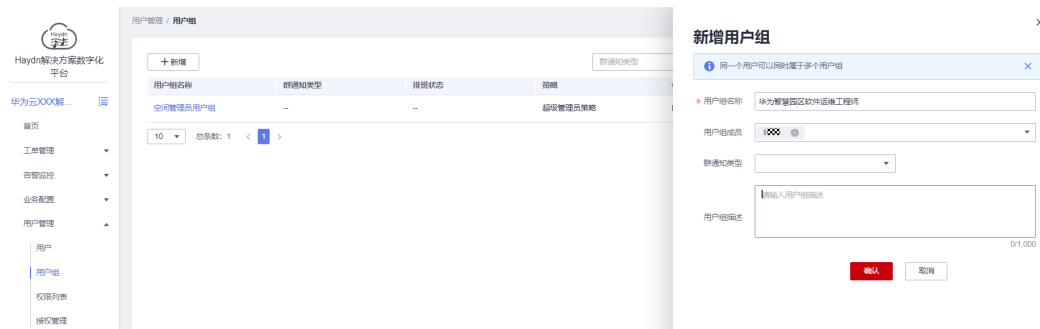 Haydn
字迹
Haydn解决方案数字化
平台
华为云XXX解...
首页
工单管理
告警监控
业务配置
用户管理
用户
用户组
权限列表
授权管理
用户管理 / 用户组
十新增
群通知类型
用户组名称 群通知类型 排班状态 策略
空间管理员用户组 -- -- 超级管理员策略
10 总条数：1 < 1 >
新增用户组
同一个用户可以同时属于多个用户组
* 用户组名称 华为智慧园区软件运维工程师
用户组成员
群通知类型
用户组描述 请输入用户组描述
0/1,000
确认 取消